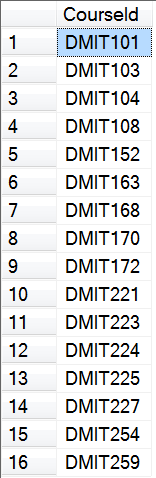 CourseId
1 DMIT101
2 DMIT103
3 DMIT104
4 DMIT108
5 DMIT152
6 DMIT163
7 DMIT168
8 DMIT170
9 DMIT172
10 DMIT221
11 DMIT223
12 DMIT224
13 DMIT225
14 DMIT227
15 DMIT254
16 DMIT259